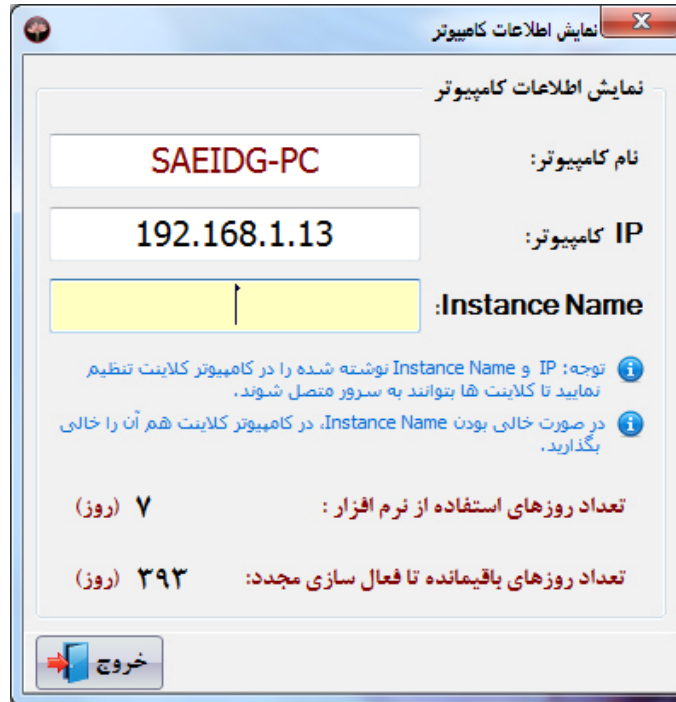 نمایش اطلاعات کامپیوتر
نمایش اطلاعات کامپیوتر
نام کامپیوتر: SAEIDG-PC
IP کامپیوتر: 192.168.1.13
Instance Name:
توجه: IP و Instance Name نوشته شده را در کامپیوتر کلاینت تنظیم
نمایید تا کلاینت ها بتوانند به سرور متصل شوند.
در صورت خالی بودن Instance Name، در کامپیوتر کلاینت هم آن را خالی
بگذارید.
تعداد روزهای استفاده از نرم افزار : ۷ (روز)
تعداد روزهای باقیمانده تا فعال سازی مجدد: ۳۹۳ (روز)
خروج